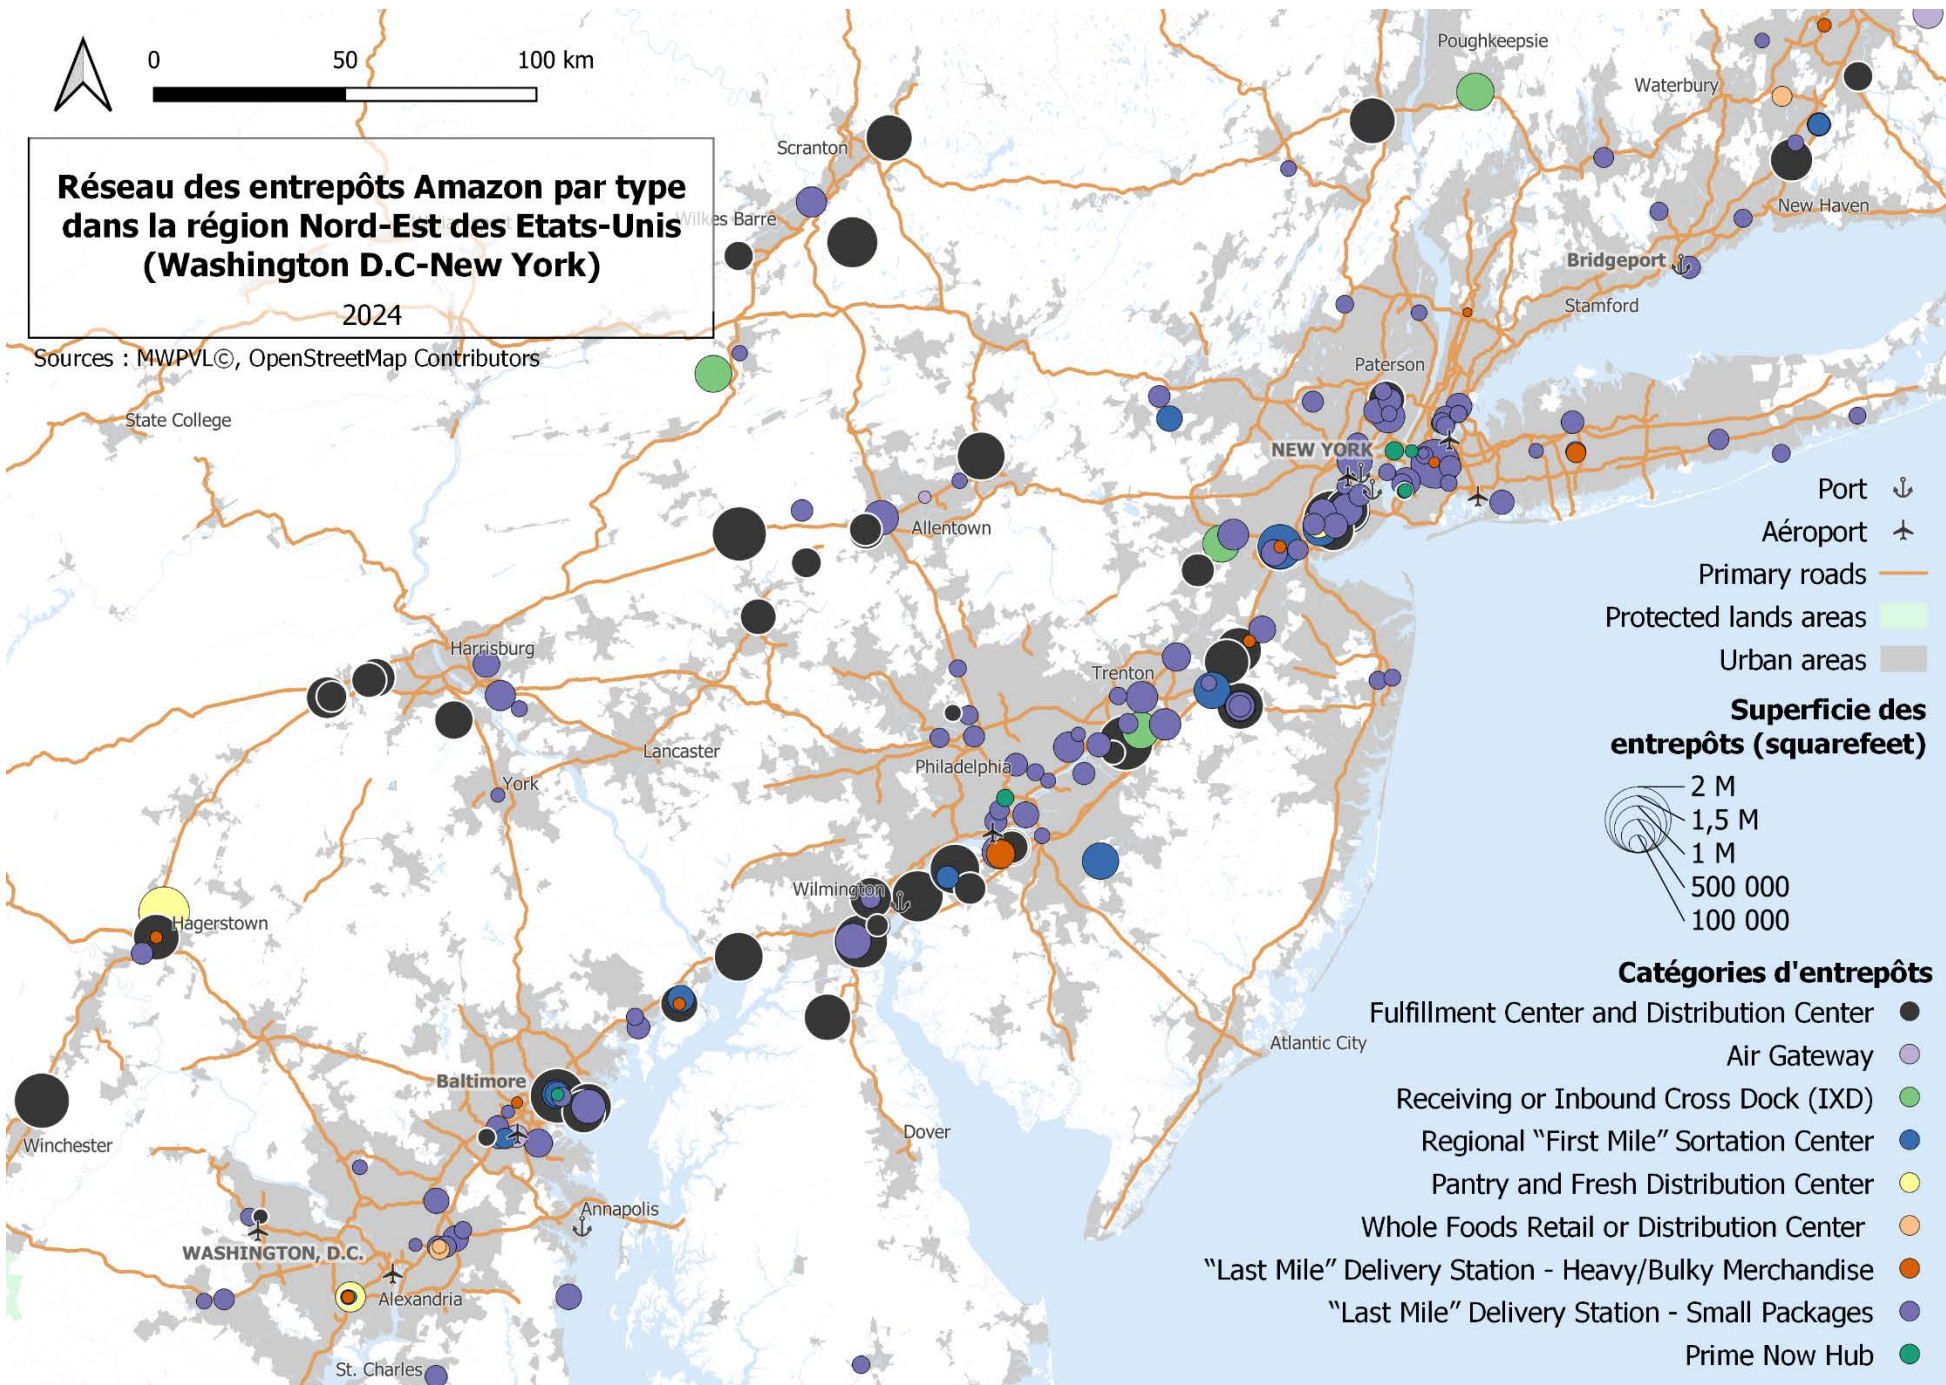 0 50 100 km
Réseau des entrepôts Amazon par type
dans la région Nord-Est des Etats-Unis
(Washington D.C-New York)
2024
Sources : MWPVL©, OpenStreetMap Contributors
Poughkeepsie
Waterbury
Scranton
Wilkes Barre
New Haven
Bridgeport
Stamford
Paterson
State College
NEW YORK
Allentown
Harrisburg
Trenton
Lancaster
Philadelphia
York
Wilmington
Hagerstown
Atlantic City
Baltimore
Winchester
Dover
Annapolis
WASHINGTON, D.C.
Alexandria
St. Charles
Port
Aéroport
Primary roads
Protected lands areas
Urban areas
Superficie des
entrepôts (squarefeet)
2 M
1,5 M
1 M
500 000
100 000
Catégories d'entrepôts
Fulfillment Center and Distribution Center
Air Gateway
Receiving or Inbound Cross Dock (IXD)
Regional “First Mile” Sortation Center
Pantry and Fresh Distribution Center
Whole Foods Retail or Distribution Center
“Last Mile” Delivery Station - Heavy/Bulky Merchandise
“Last Mile” Delivery Station - Small Packages
Prime Now Hub